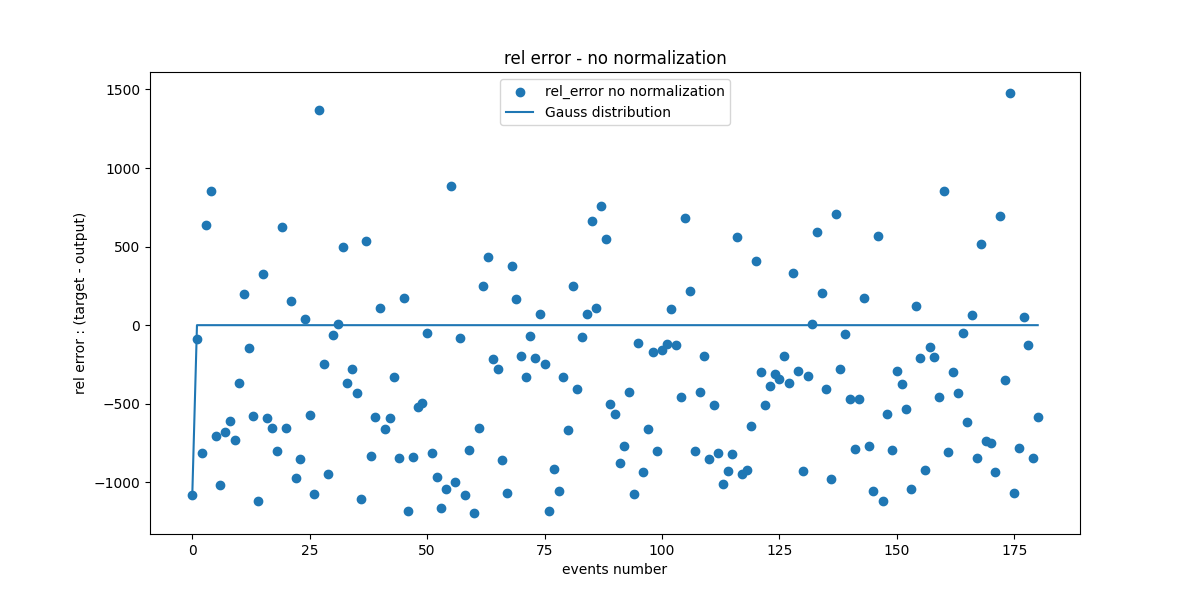 rel error - no normalization
rel_error no normalization
Gauss distribution
rel error : (target - output)
1500
1000
500
0
−500
−1000
0
25
50
75
100
125
150
175
events number